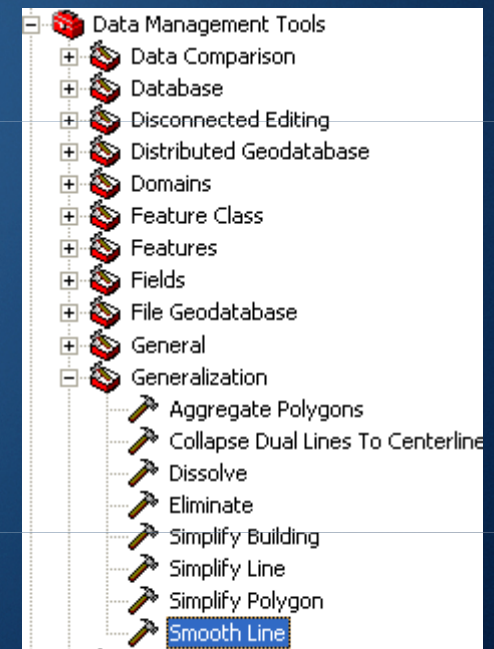 Data Management Tools
Data Comparison
Database
Disconnected Editing
Distributed Geodatabase
Domains
Feature Class
Features
Fields
File Geodatabase
General
Generalization
Aggregate Polygons
Collapse Dual Lines To Centerline
Dissolve
Eliminate
Simplify Building
Simplify Line
Simplify Polygon
Smooth Line